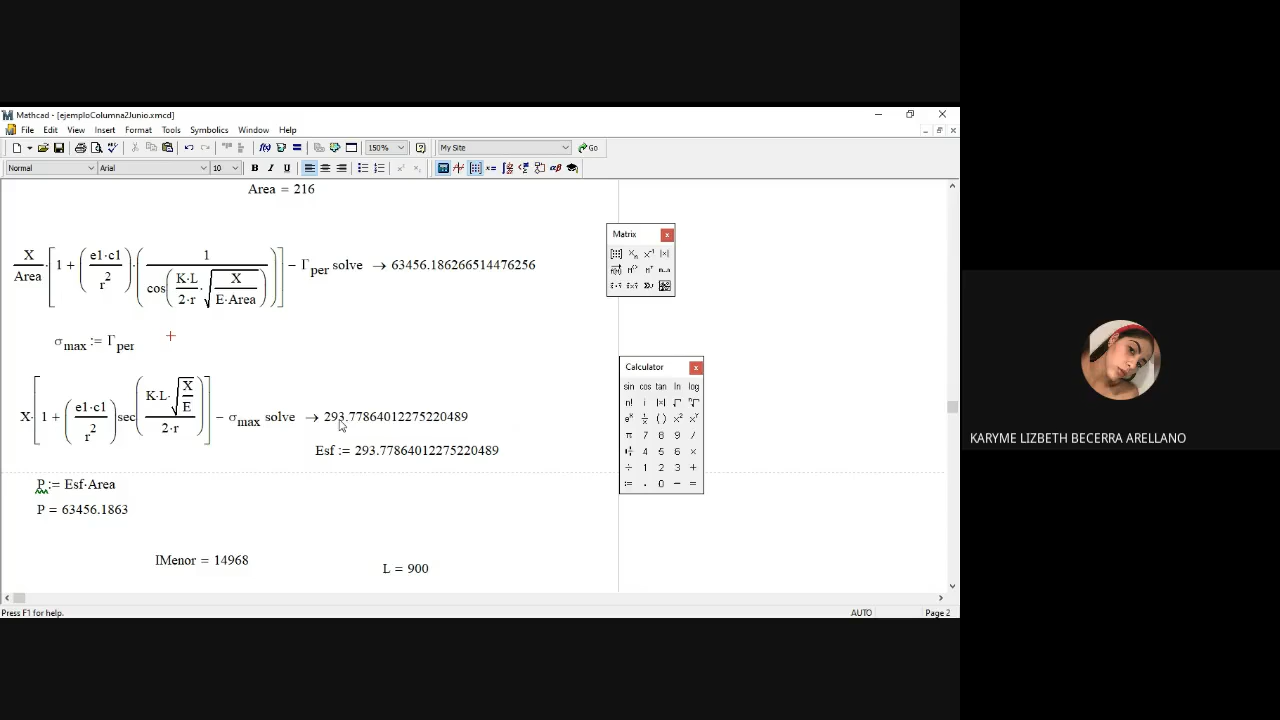 Mathcad - [ejemploColumna2Junio.xmcd]
File Edit View Insert Format Tools Symbolics Window Help
150% My Site Go
Normal Arial 10 B I U
Area = 216
X/Area·[1 + (e1·c1/r^2)·(1/cos(K·L/2·r·√(X/E·Area)))] − Γper solve → 63456.186266514476256
σmax := Γper
X·[1 + (e1·c1/r^2)sec(K·L·√(X/E)/2·r)] − σmax solve → 293.77864012275220489
Esf := 293.77864012275220489
P := Esf·Area
P = 63456.1863
IMenor = 14968
L = 900
Matrix
Calculator
sin cos tan ln log
n! i |x| √ ⁿ√
eˣ 1/x ( ) x² xʸ
π 7 8 9 /
4 5 6 ×
÷ 1 2 3 +
:= . 0 − =
Press F1 for help.
AUTO
Page 2
KARYME LIZBETH BECERRA ARELLANO